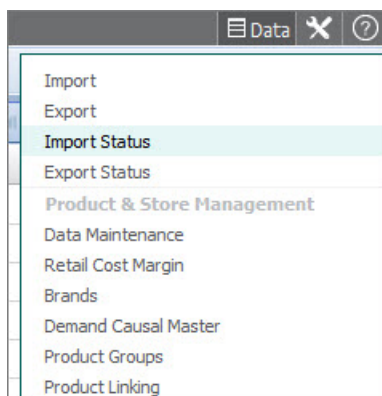 Data ?
Import
Export
Import Status
Export Status
Product & Store Management
Data Maintenance
Retail Cost Margin
Brands
Demand Causal Master
Product Groups
Product Linking